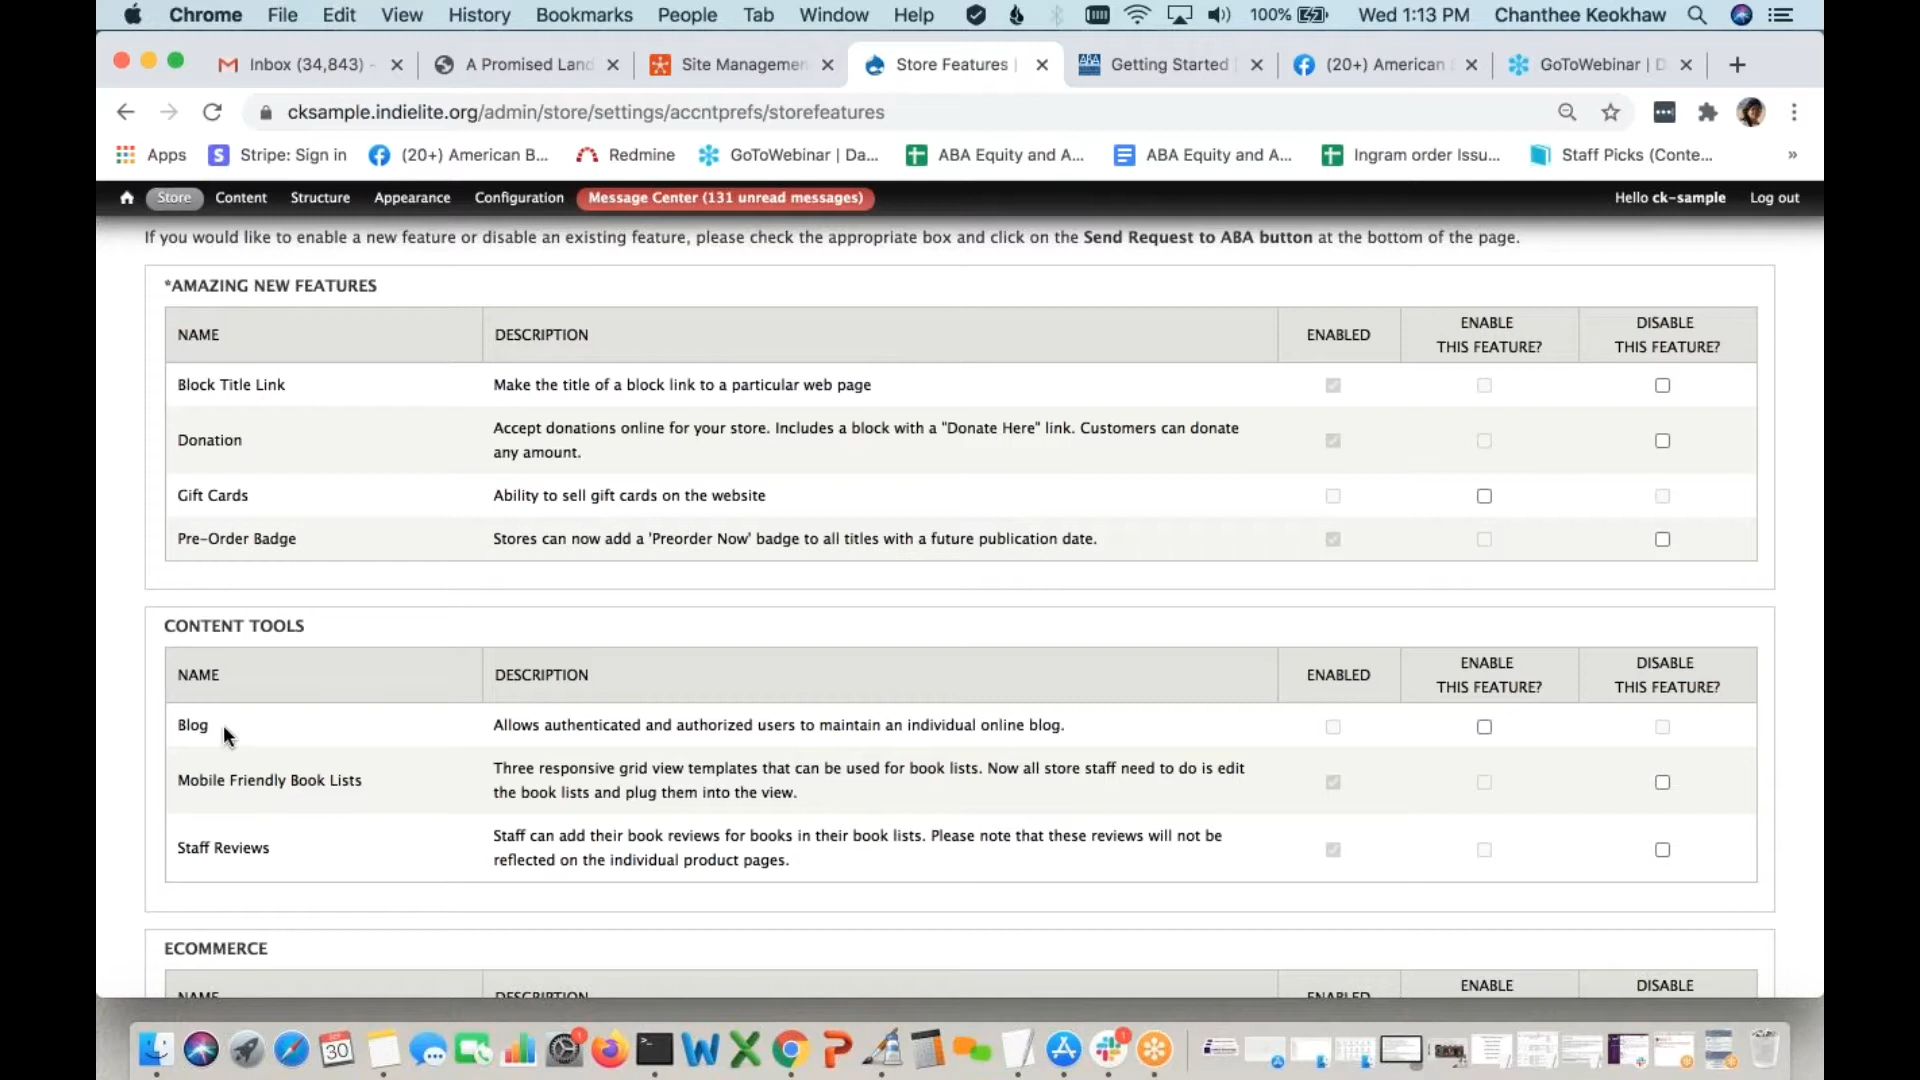 Chrome File Edit View History Bookmarks People Tab Window Help 100% Wed 1:13 PM Chanthee Keokhaw
Inbox (34,843) - A Promised Land Site Managemen Store Features | Getting Started (20+) American GoToWebinar | D
cksample.indielite.org/admin/store/settings/accntprefs/storefeatures
Apps Stripe: Sign in (20+) American B... Redmine GoToWebinar | Da... ABA Equity and A... ABA Equity and A... Ingram order Issu... Staff Picks (Conte... »
Store Content Structure Appearance Configuration Message Center (131 unread messages) Hello ck-sample Log out
If you would like to enable a new feature or disable an existing feature, please check the appropriate box and click on the Send Request to ABA button at the bottom of the page.
*AMAZING NEW FEATURES
NAME DESCRIPTION ENABLED ENABLE THIS FEATURE? DISABLE THIS FEATURE?
Block Title Link Make the title of a block link to a particular web page
Donation Accept donations online for your store. Includes a block with a "Donate Here" link. Customers can donate
any amount.
Gift Cards Ability to sell gift cards on the website
Pre-Order Badge Stores can now add a 'Preorder Now' badge to all titles with a future publication date.
CONTENT TOOLS
NAME DESCRIPTION ENABLED ENABLE THIS FEATURE? DISABLE THIS FEATURE?
Blog Allows authenticated and authorized users to maintain an individual online blog.
Mobile Friendly Book Lists Three responsive grid view templates that can be used for book lists. Now all store staff need to do is edit
the book lists and plug them into the view.
Staff Reviews Staff can add their book reviews for books in their book lists. Please note that these reviews will not be
reflected on the individual product pages.
ECOMMERCE
NAME DESCRIPTION ENABLED ENABLE DISABLE
30